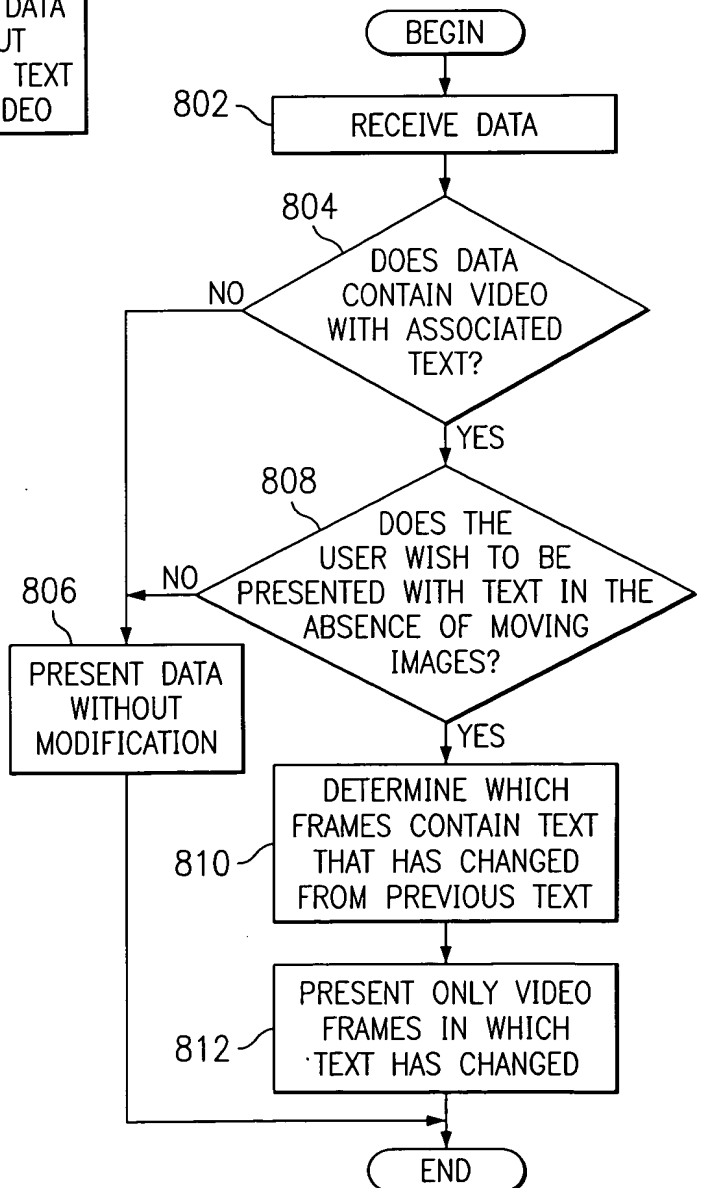 DATA
UT
TEXT
DEO
BEGIN
802
RECEIVE DATA
804
DOES DATA
CONTAIN VIDEO
WITH ASSOCIATED
TEXT?
NO
YES
808
DOES THE
USER WISH TO BE
PRESENTED WITH TEXT IN THE
ABSENCE OF MOVING
IMAGES?
NO
YES
806
PRESENT DATA
WITHOUT
MODIFICATION
810
DETERMINE WHICH
FRAMES CONTAIN TEXT
THAT HAS CHANGED
FROM PREVIOUS TEXT
812
PRESENT ONLY VIDEO
FRAMES IN WHICH
TEXT HAS CHANGED
END